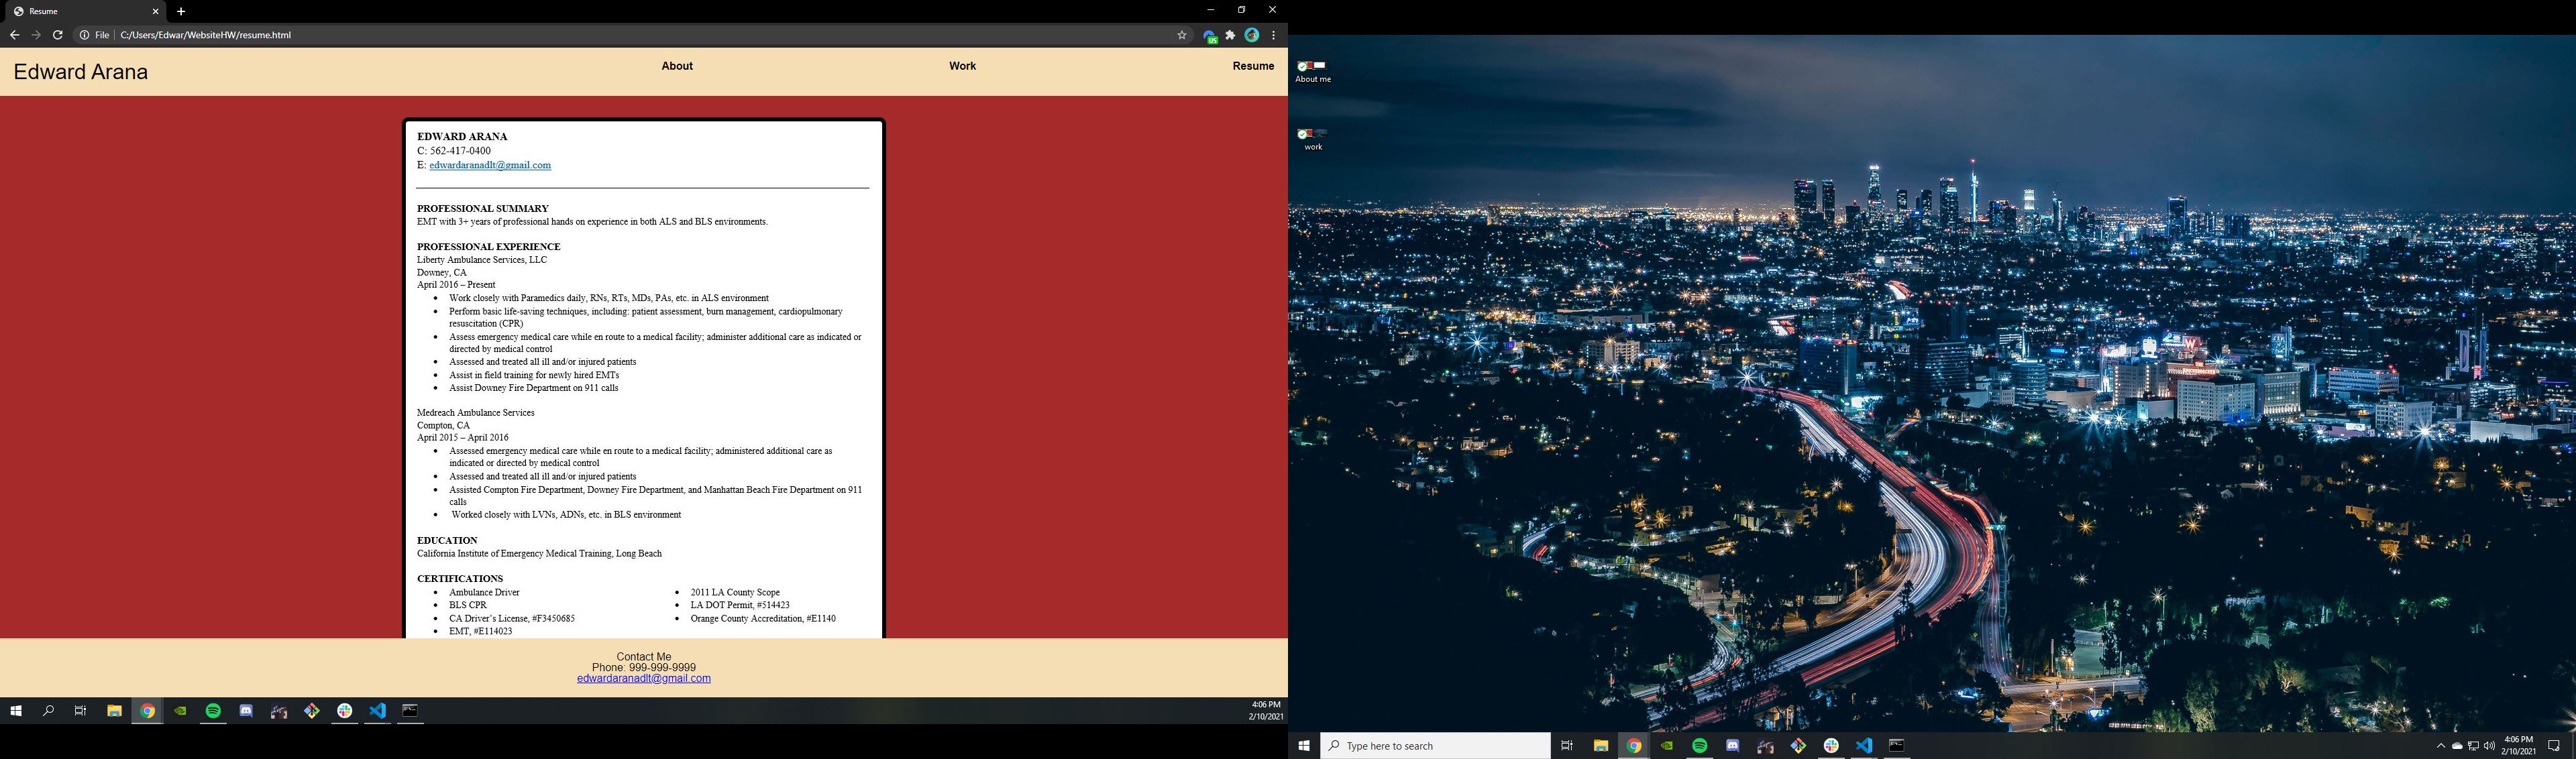 Resume
File C:/Users/Edwar/WebsiteHW/resume.html
US
Edward Arana
About
Work
Resume
EDWARD ARANA
C: 562-417-0400
E: edwardaranadlt@gmail.com
PROFESSIONAL SUMMARY
EMT with 3+ years of professional hands on experience in both ALS and BLS environments.
PROFESSIONAL EXPERIENCE
Liberty Ambulance Services, LLC
Downey, CA
April 2016 – Present
• Work closely with Paramedics daily, RNs, RTs, MDs, PAs, etc. in ALS environment
• Perform basic life-saving techniques, including: patient assessment, burn management, cardiopulmonary
resuscitation (CPR)
• Assess emergency medical care while en route to a medical facility; administer additional care as indicated or
directed by medical control
• Assessed and treated all ill and/or injured patients
• Assist in field training for newly hired EMTs
• Assist Downey Fire Department on 911 calls
Medreach Ambulance Services
Compton, CA
April 2015 – April 2016
• Assessed emergency medical care while en route to a medical facility; administered additional care as
indicated or directed by medical control
• Assessed and treated all ill and/or injured patients
• Assisted Compton Fire Department, Downey Fire Department, and Manhattan Beach Fire Department on 911
calls
• Worked closely with LVNs, ADNs, etc. in BLS environment
EDUCATION
California Institute of Emergency Medical Training, Long Beach
CERTIFICATIONS
• Ambulance Driver
• BLS CPR
• CA Driver’s License, #F3450685
• EMT, #E114023
• 2011 LA County Scope
• LA DOT Permit, #514423
• Orange County Accreditation, #E1140
Contact Me
Phone: 999-999-9999
edwardaranadlt@gmail.com
4:06 PM
2/10/2021
About me
work
W
Type here to search
4:06 PM
2/10/2021